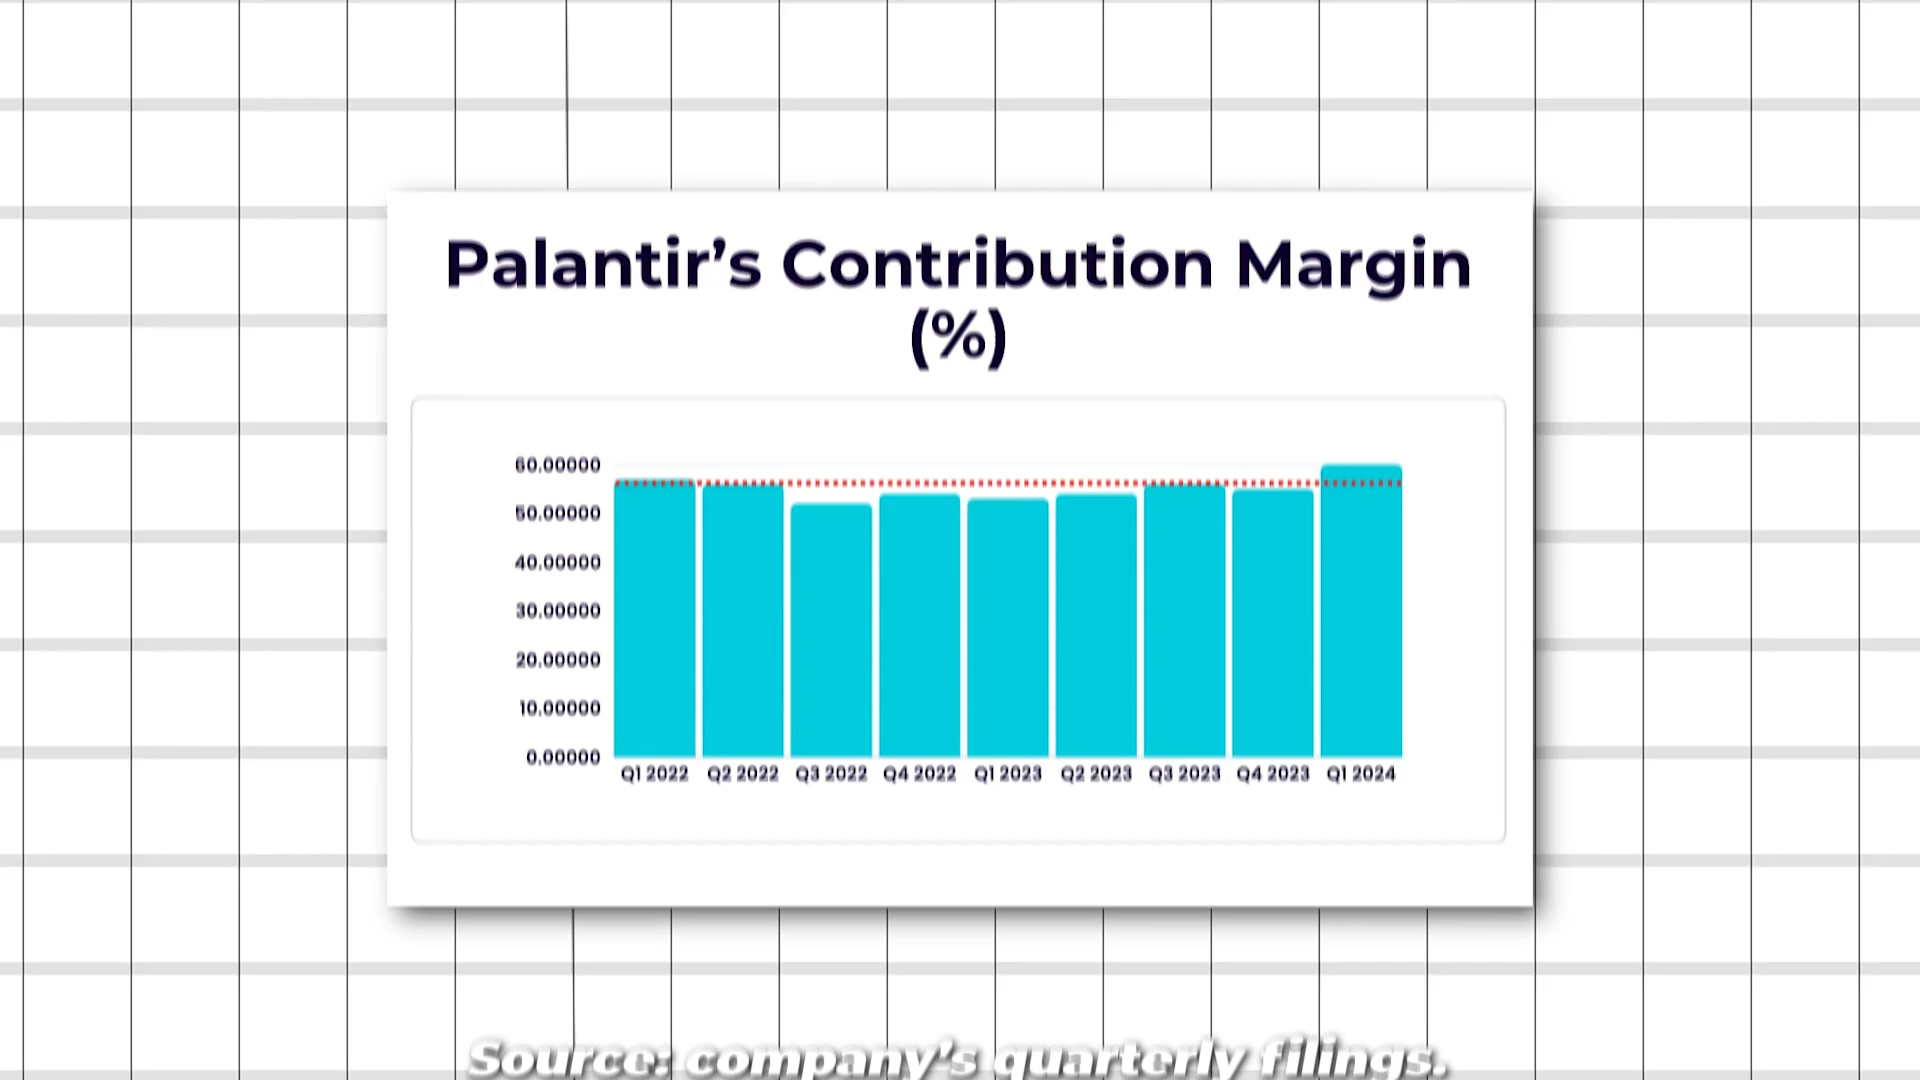 Palantir’s Contribution Margin
(%)
60.00000
50.00000
40.00000
30.00000
20.00000
10.00000
0.00000
Q1 2022 Q2 2022 Q3 2022 Q4 2022 Q1 2023 Q2 2023 Q3 2023 Q4 2023 Q1 2024
Source: company’s quarterly filings.